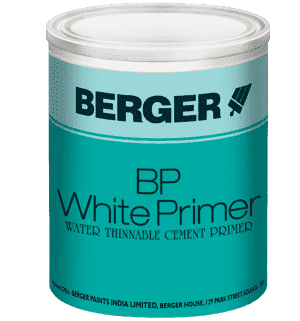 BERGER
BP
White Primer
WATER THINNABLE CEMENT PRIMER
BERGER PAINTS INDIA LIMITED, BERGER HOUSE, 129 PARK STREET,